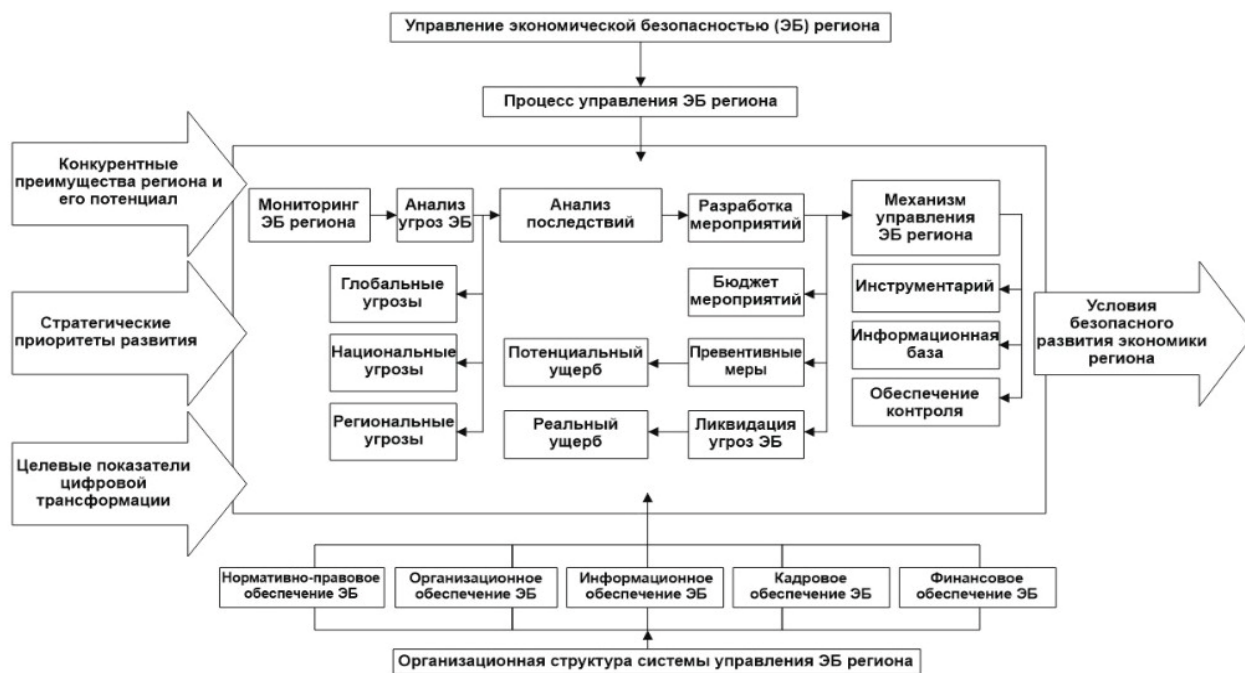 Управление экономической безопасностью (ЭБ) региона
Процесс управления ЭБ региона
Конкурентные
преимущества региона и
его потенциал
Стратегические
приоритеты развития
Целевые показатели
цифровой
трансформации
Мониторинг
ЭБ региона
Анализ
угроз ЭБ
Анализ
последствий
Разработка
мероприятий
Механизм
управления
ЭБ региона
Глобальные
угрозы
Национальные
угрозы
Региональные
угрозы
Потенциальный
ущерб
Реальный
ущерб
Бюджет
мероприятий
Превентивные
меры
Ликвидация
угроз ЭБ
Инструментарий
Информационная
база
Обеспечение
контроля
Условия
безопасного
развития экономики
региона
Нормативно-правовое
обеспечение ЭБ
Организационное
обеспечение ЭБ
Информационное
обеспечение ЭБ
Кадровое
обеспечение ЭБ
Финансовое
обеспечение ЭБ
Организационная структура системы управления ЭБ региона